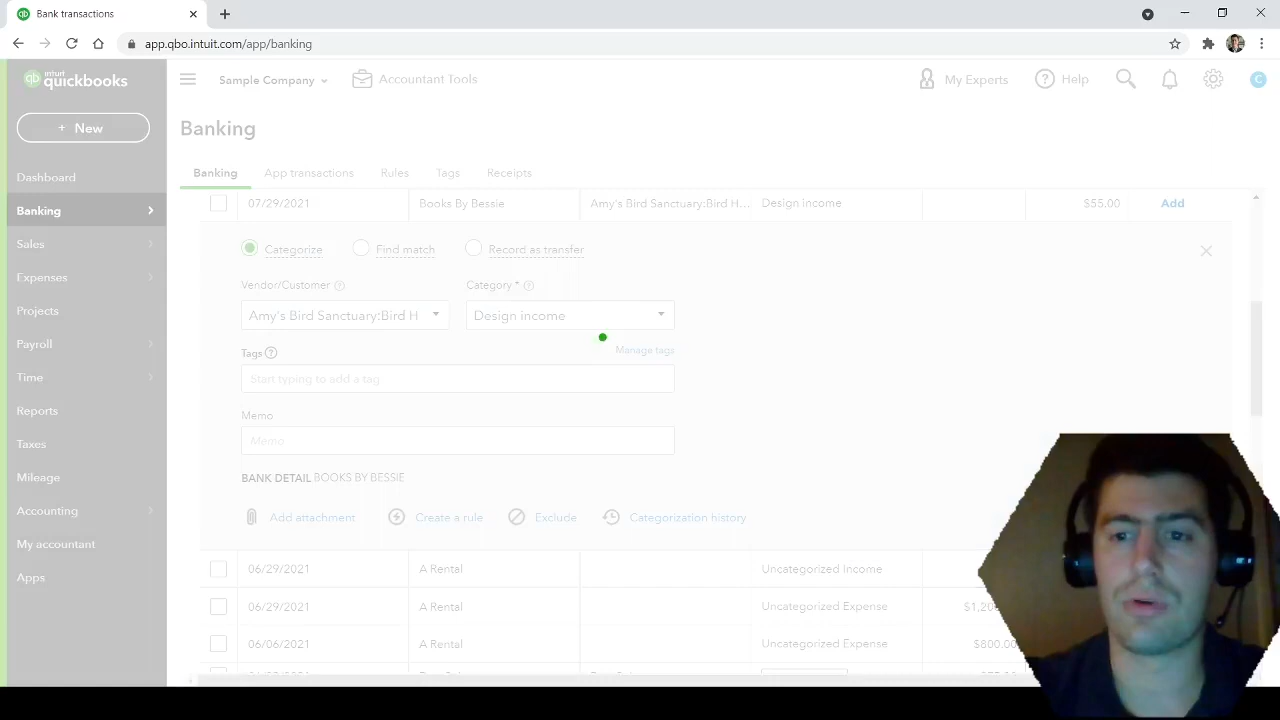 Bank transactions
app.qbo.intuit.com/app/banking
intuit
quickbooks
Sample Company
Accountant Tools
My Experts
Help
C
+ New
Banking
Banking
App transactions
Rules
Tags
Receipts
Dashboard
Banking
Sales
Expenses
Projects
Payroll
Time
Reports
Taxes
Mileage
Accounting
My accountant
Apps
07/29/2021 Books By Bessie Amy's Bird Sanctuary:Bird H... Design income $55.00 Add
Categorize Find match Record as transfer
Vendor/Customer Category *
Amy's Bird Sanctuary:Bird H Design income
Tags Manage tags
Start typing to add a tag
Memo
Memo
BANK DETAIL BOOKS BY BESSIE
Add attachment Create a rule Exclude Categorization history
06/29/2021 A Rental Uncategorized Income
06/29/2021 A Rental Uncategorized Expense
06/06/2021 A Rental Uncategorized Expense $800.00